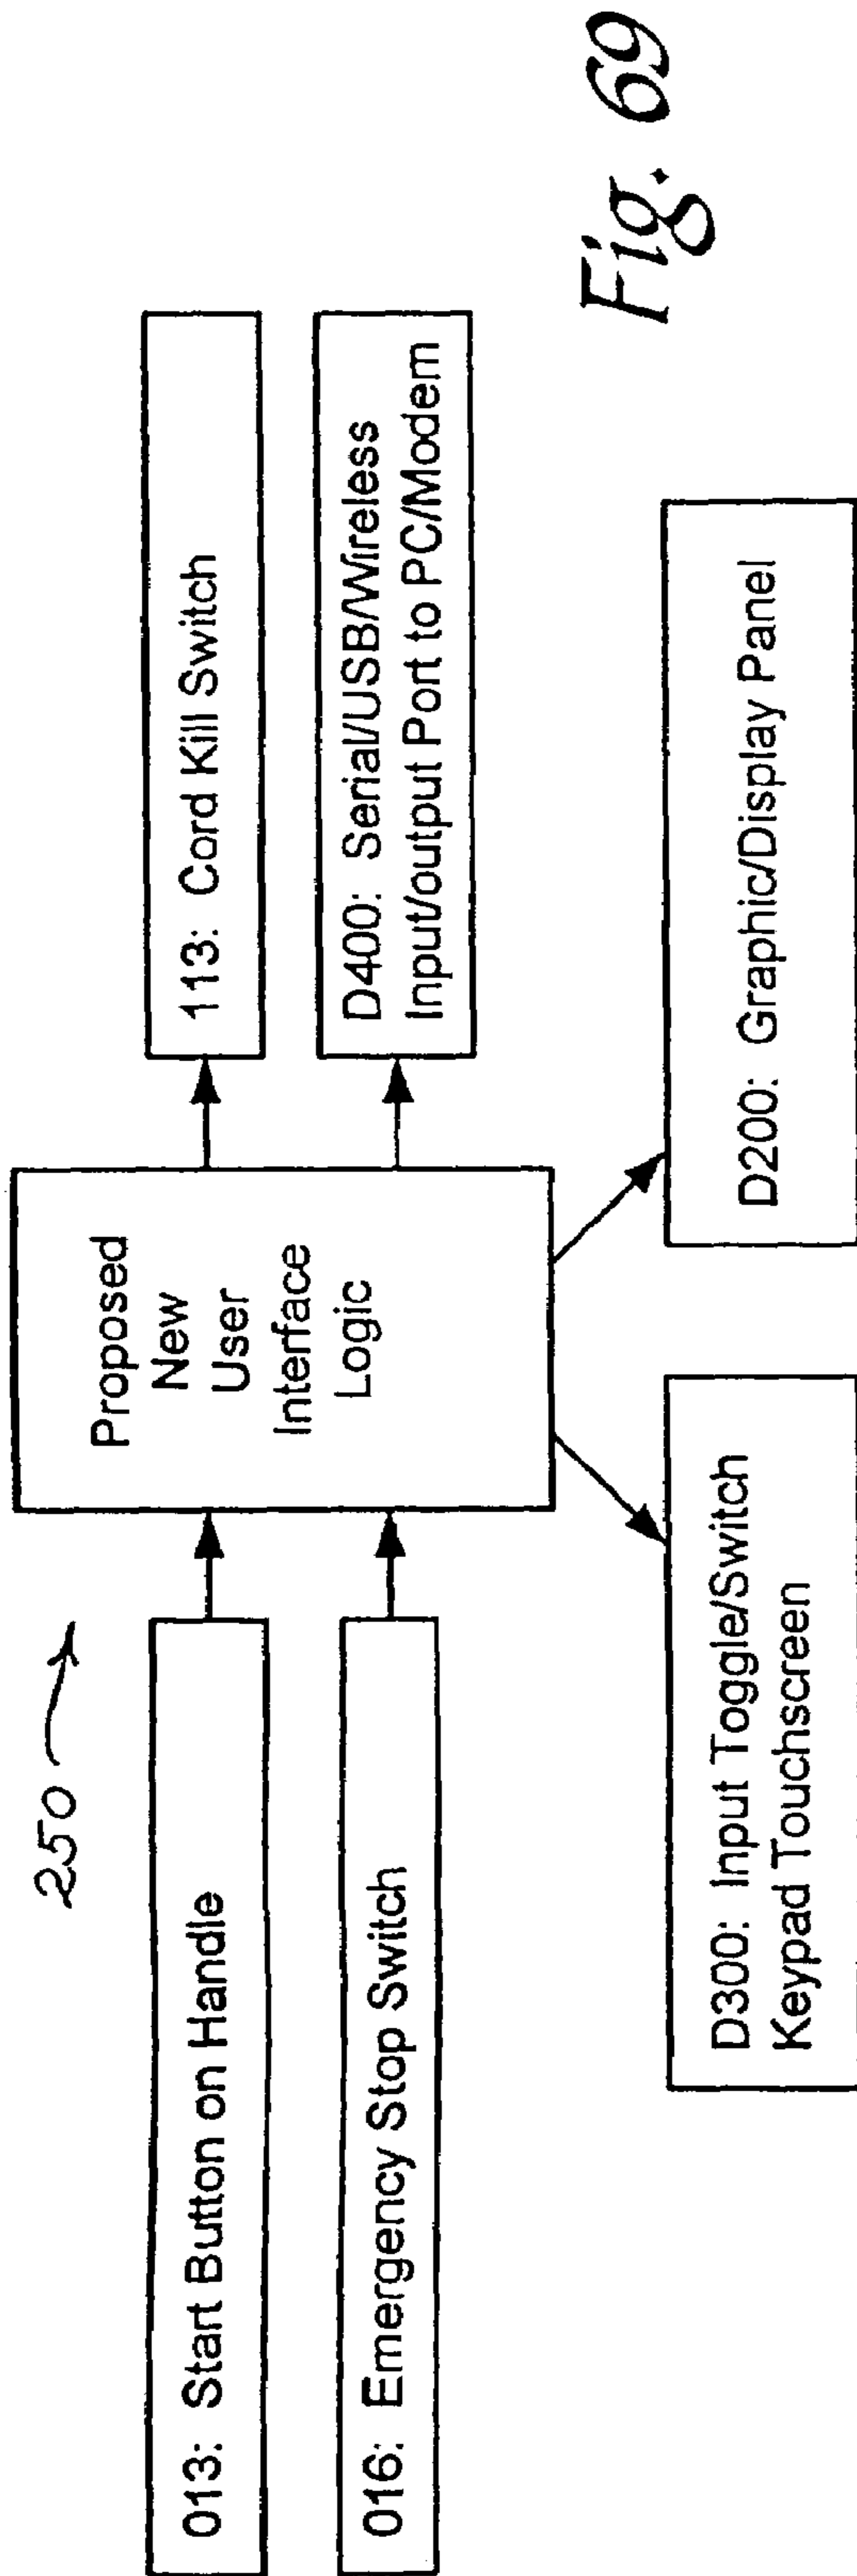 250
013: Start Button on Handle
016: Emergency Stop Switch
Proposed
New
User
Interface
Logic
113: Cord Kill Switch
D400: Serial/USB/Wireless
Input/output Port to PC/Modem
D300: Input Toggle/Switch
Keypad Touchscreen
D200: Graphic/Display Panel
Fig. 69